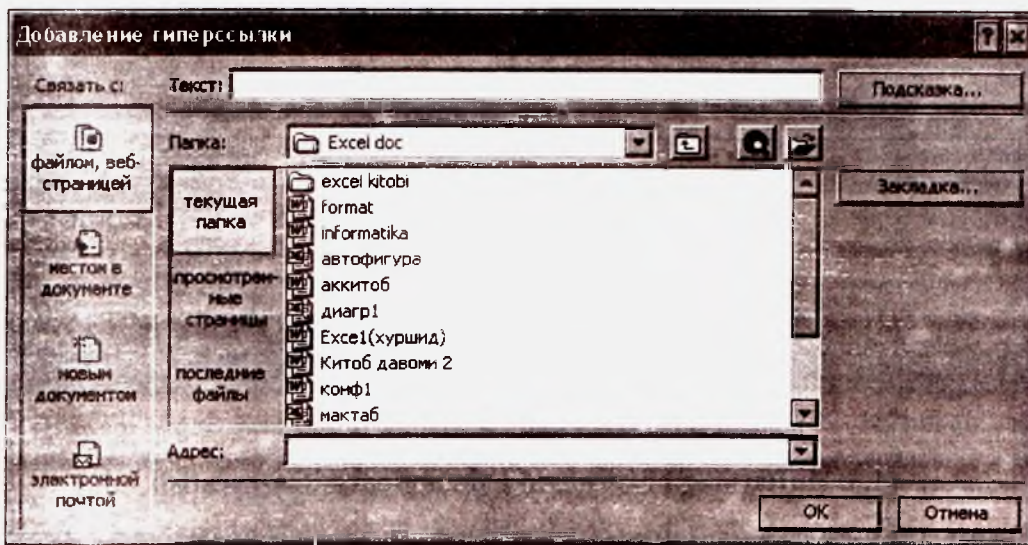 Добавление гиперссылки
Связать с:
Текст:
Подсказка...
файлом, веб-
страницей
Папка:
Excel doc
текущая
папка
excel kitobi
format
informatika
автофигура
аккитоб
диагр1
Exce1(хуршид)
Китоб давоми 2
конф1
мактаб
Закладка...
местом в
документе
просмотрен-
ные
страницы
новым
документом
последние
файлы
Адрес:
электронной
почтой
ОК
Отмена